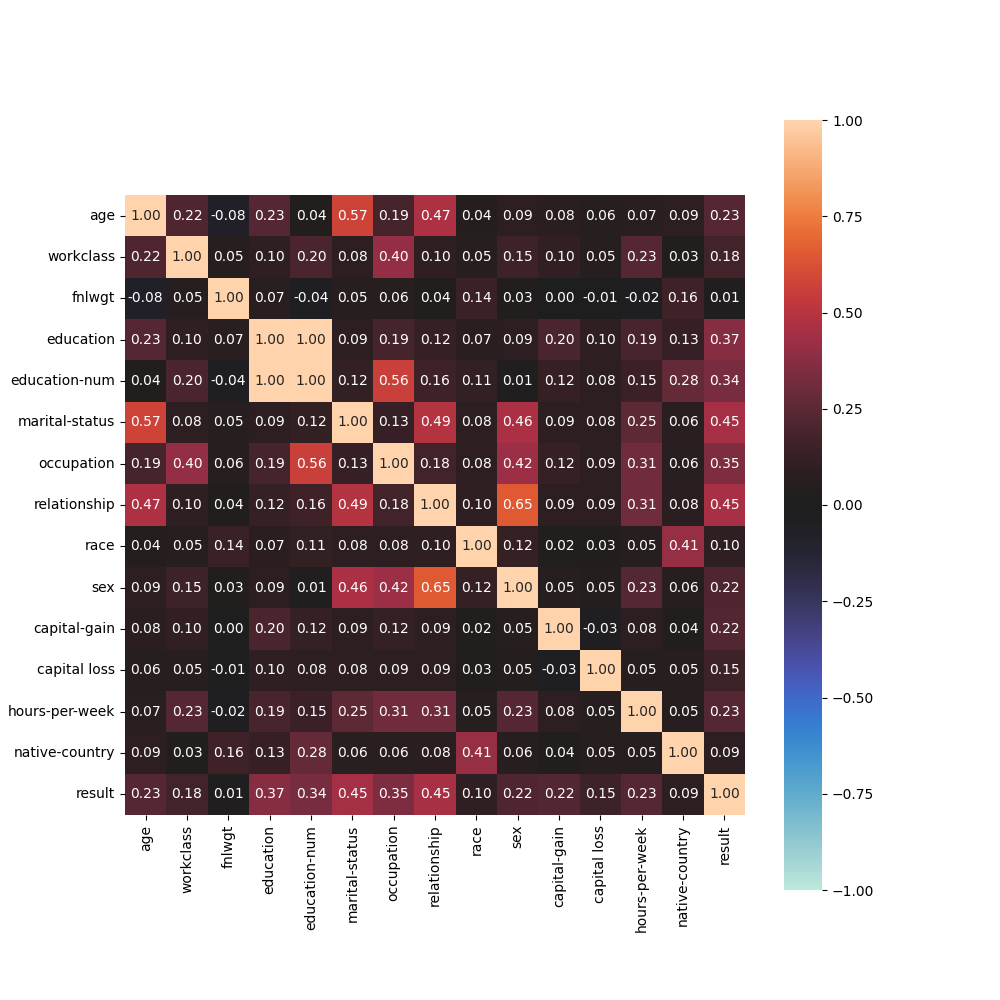 1.00
age 1.00 0.22 -0.08 0.23 0.04 0.57 0.19 0.47 0.04 0.09 0.08 0.06 0.07 0.09 0.23
workclass 0.22 1.00 0.05 0.10 0.20 0.08 0.40 0.10 0.05 0.15 0.10 0.05 0.23 0.03 0.18
0.75
fnlwgt -0.08 0.05 1.00 0.07 -0.04 0.05 0.06 0.04 0.14 0.03 0.00 -0.01 -0.02 0.16 0.01
0.50
education 0.23 0.10 0.07 1.00 1.00 0.09 0.19 0.12 0.07 0.09 0.20 0.10 0.19 0.13 0.37
education-num 0.04 0.20 -0.04 1.00 1.00 0.12 0.56 0.16 0.11 0.01 0.12 0.08 0.15 0.28 0.34
0.25
marital-status 0.57 0.08 0.05 0.09 0.12 1.00 0.13 0.49 0.08 0.46 0.09 0.08 0.25 0.06 0.45
occupation 0.19 0.40 0.06 0.19 0.56 0.13 1.00 0.18 0.08 0.42 0.12 0.09 0.31 0.06 0.35
relationship 0.47 0.10 0.04 0.12 0.16 0.49 0.18 1.00 0.10 0.65 0.09 0.09 0.31 0.08 0.45
0.00
race 0.04 0.05 0.14 0.07 0.11 0.08 0.08 0.10 1.00 0.12 0.02 0.03 0.05 0.41 0.10
sex 0.09 0.15 0.03 0.09 0.01 0.46 0.42 0.65 0.12 1.00 0.05 0.05 0.23 0.06 0.22
−0.25
capital-gain 0.08 0.10 0.00 0.20 0.12 0.09 0.12 0.09 0.02 0.05 1.00 -0.03 0.08 0.04 0.22
capital loss 0.06 0.05 -0.01 0.10 0.08 0.08 0.09 0.09 0.03 0.05 -0.03 1.00 0.05 0.05 0.15
−0.50
hours-per-week 0.07 0.23 -0.02 0.19 0.15 0.25 0.31 0.31 0.05 0.23 0.08 0.05 1.00 0.05 0.23
native-country 0.09 0.03 0.16 0.13 0.28 0.06 0.06 0.08 0.41 0.06 0.04 0.05 0.05 1.00 0.09
−0.75
result 0.23 0.18 0.01 0.37 0.34 0.45 0.35 0.45 0.10 0.22 0.22 0.15 0.23 0.09 1.00
−1.00
age
workclass
fnlwgt
education
education-num
marital-status
occupation
relationship
race
sex
capital-gain
capital loss
hours-per-week
native-country
result